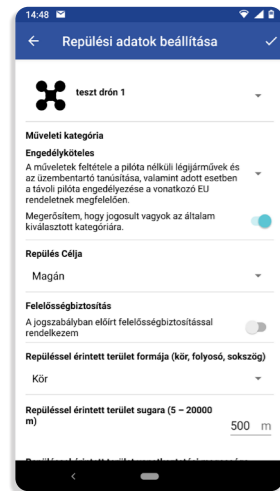 14:48
Repülési adatok beállítása
teszt drón 1
Műveleti kategória
Engedélyköteles
A műveletek feltétele a pilóta nélküli légijárművek és
az üzembentartó tanúsítása, valamint adott esetben
a távoli pilóta engedélyezése a vonatkozó EU
rendeletnek megfelelően.
Megerősítem, hogy jogosult vagyok az általam
kiválasztott kategóriára.
Repülés Célja
Magán
Felelősségbiztosítás
A jogszabályban előírt felelősségbiztosítással
rendelkezem
Repüléssel érintett terület formája (kör, folyosó, sokszög)
Kör
Repüléssel érintett terület sugara (5 – 20000
m)
500 m